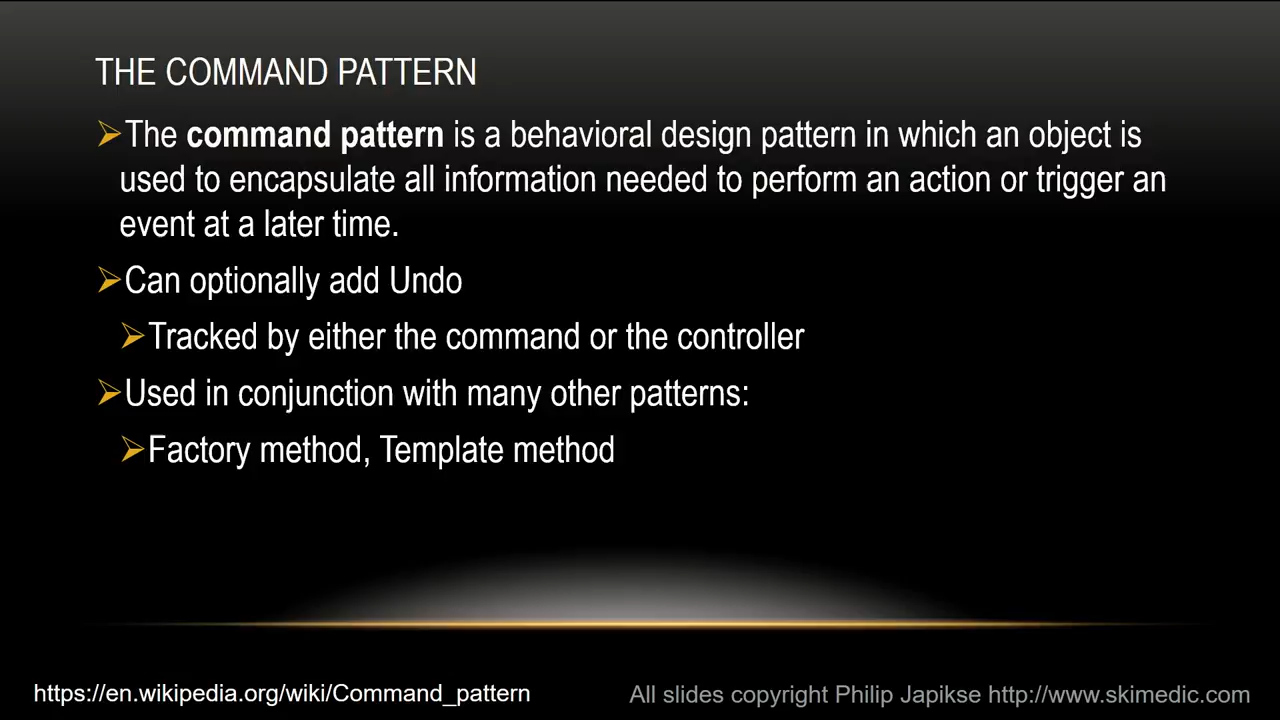 THE COMMAND PATTERN
The command pattern is a behavioral design pattern in which an object is
used to encapsulate all information needed to perform an action or trigger an
event at a later time.
Can optionally add Undo
Tracked by either the command or the controller
Used in conjunction with many other patterns:
Factory method, Template method
https://en.wikipedia.org/wiki/Command_pattern
All slides copyright Philip Japikse http://www.skimedic.com